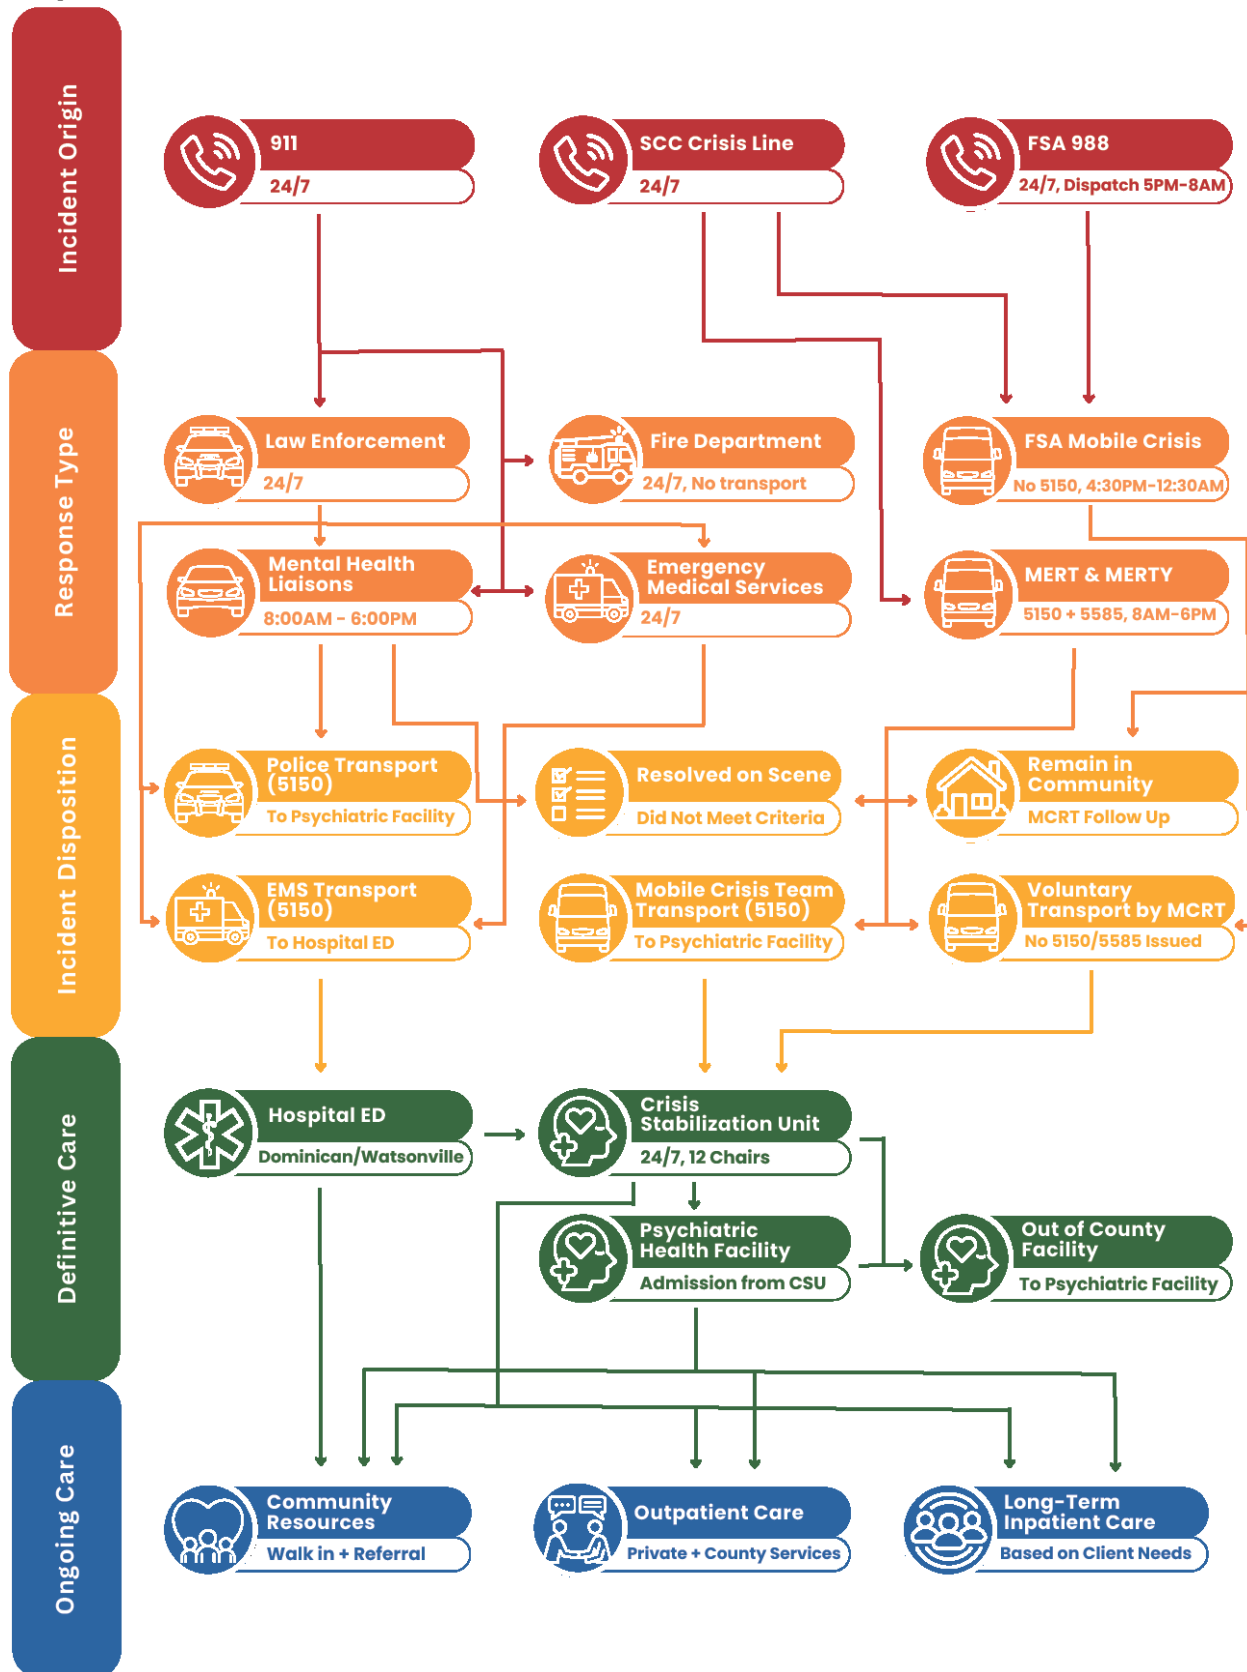 Incident Origin
911
24/7
SCC Crisis Line
24/7
FSA 988
24/7, Dispatch 5PM-8AM
Response Type
Law Enforcement
24/7
Fire Department
24/7, No transport
FSA Mobile Crisis
No 5150, 4:30PM-12:30AM
Mental Health
Liaisons
8:00AM - 6:00PM
Emergency
Medical Services
24/7
MERT & MERTY
5150 + 5585, 8AM-6PM
Incident Disposition
Police Transport
(5150)
To Psychiatric Facility
Resolved on Scene
Did Not Meet Criteria
Remain in
Community
MCRT Follow Up
EMS Transport
(5150)
To Hospital ED
Mobile Crisis Team
Transport (5150)
To Psychiatric Facility
Voluntary
Transport by MCRT
No 5150/5585 Issued
Definitive Care
Hospital ED
Dominican/Watsonville
Crisis
Stabilization Unit
24/7, 12 Chairs
Psychiatric
Health Facility
Admission from CSU
Out of County
Facility
To Psychiatric Facility
Ongoing Care
Community
Resources
Walk in + Referral
Outpatient Care
Private + County Services
Long-Term
Inpatient Care
Based on Client Needs